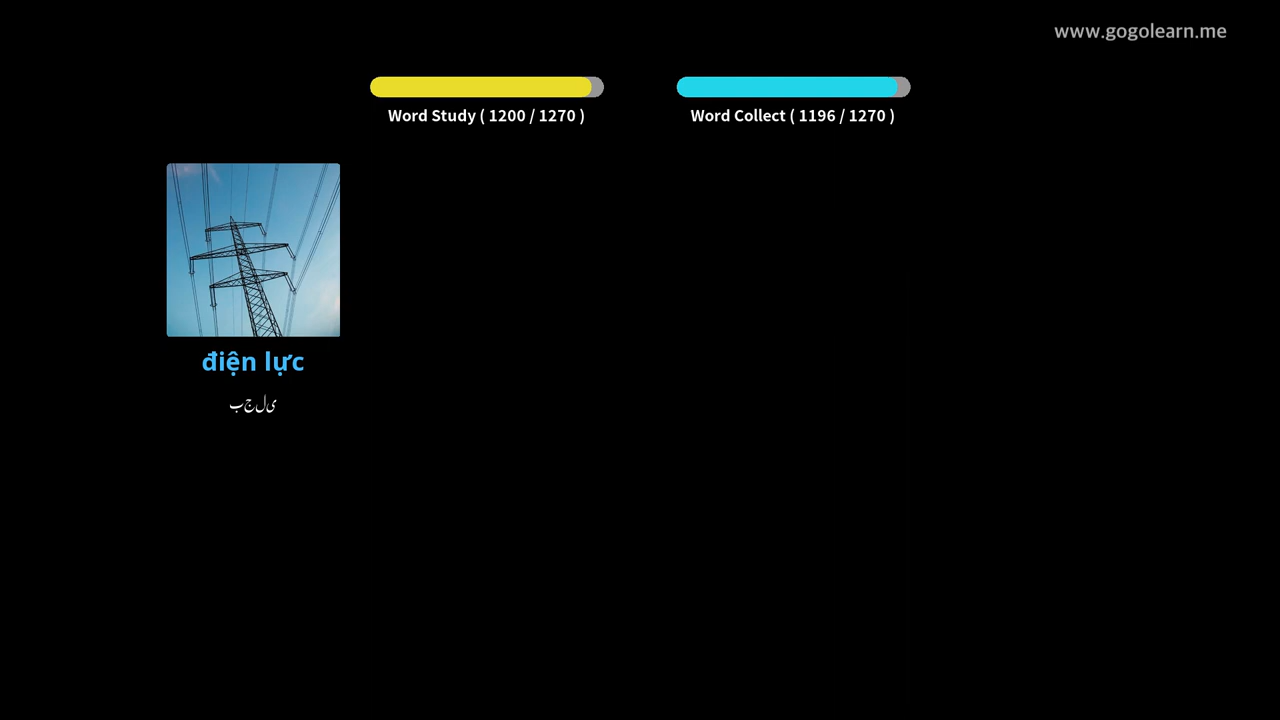 www.gogolearn.me
Word Study ( 1200 / 1270 )
Word Collect ( 1196 / 1270 )
điện lực
بجلی